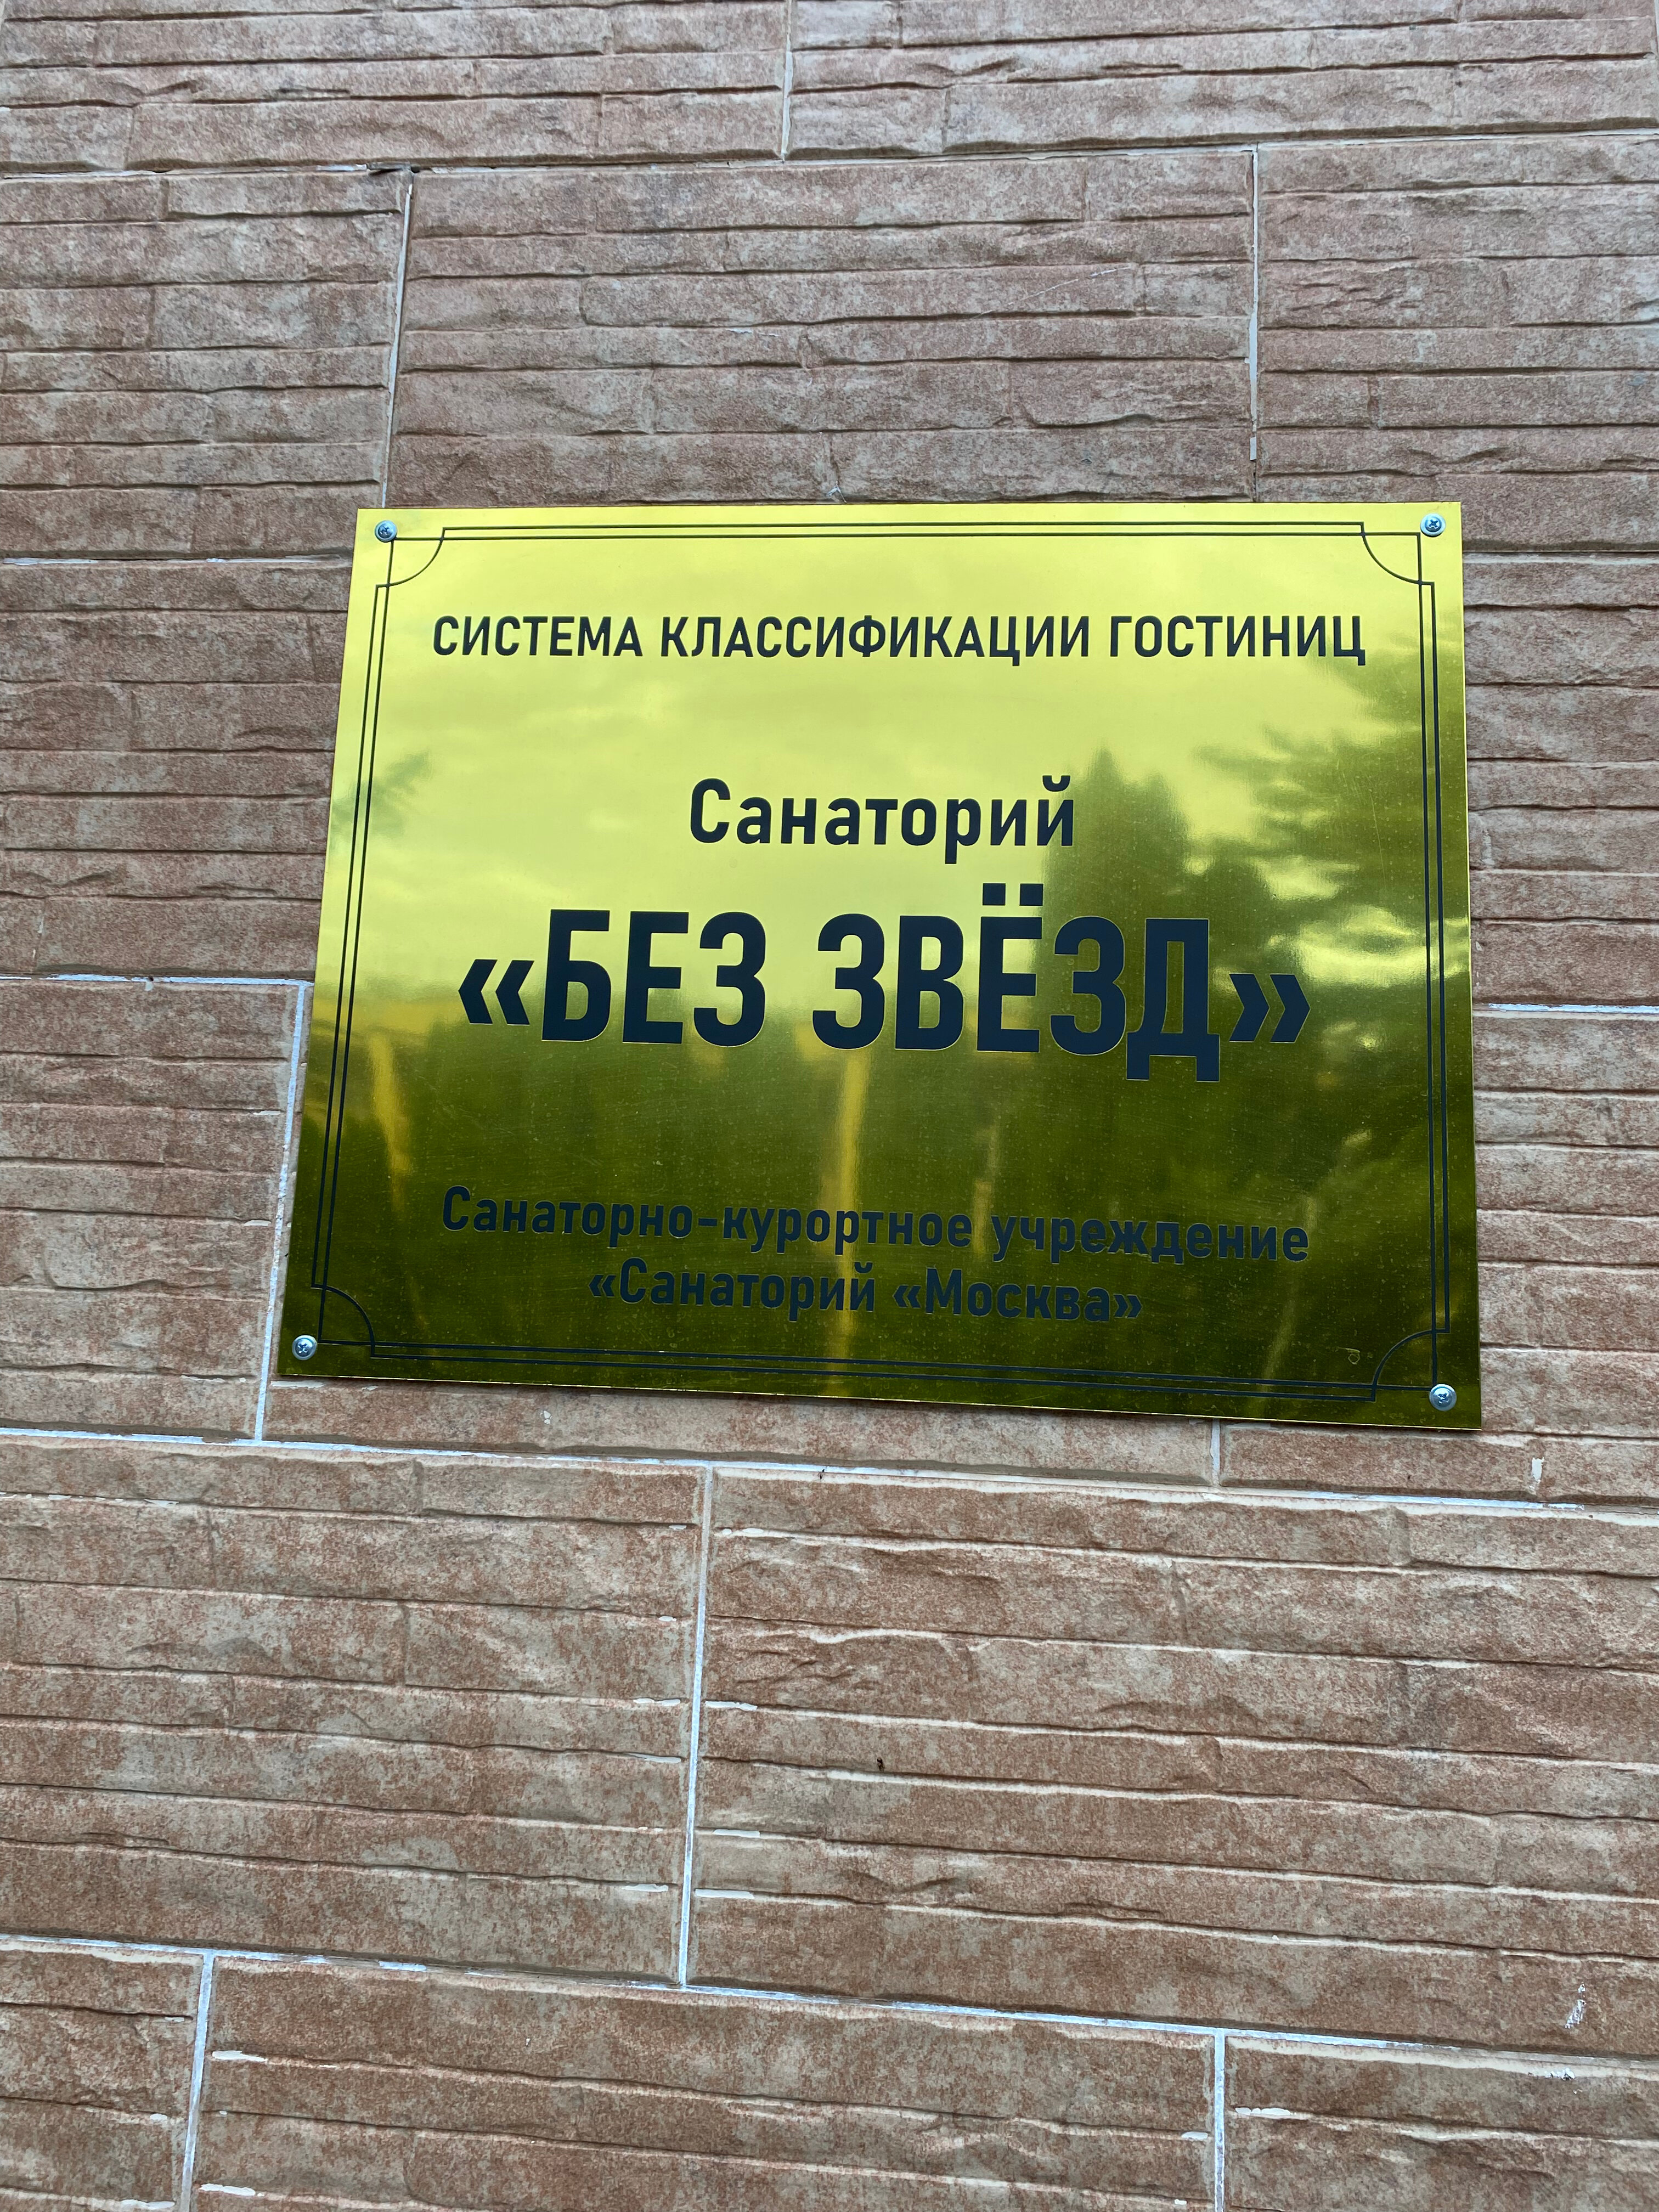 СИСТЕМА КЛАССИФИКАЦИИ ГОСТИНИЦ
Санаторий
«БЕЗ ЗВЁЗД»
Санаторно-курортное учреждение
«Санаторий «Москва»